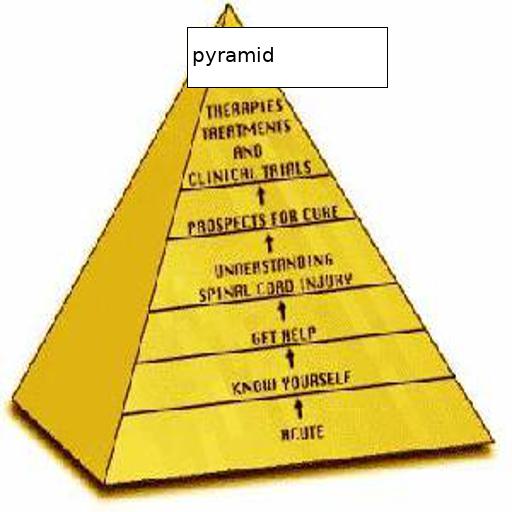 pyramid
THERAPIES
TREATMENTS
AND
CLINICAL TRIALS
PROSPECTS FOR CURE
UNDERSTANDING
SPINAL CORD INJURY
GET HELP
KNOW YOURSELF
ACUTE